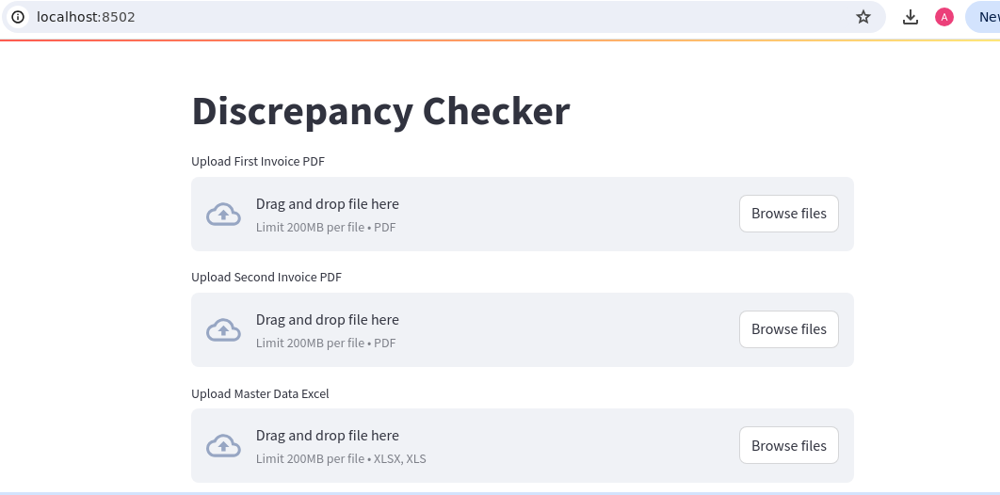 localhost:8502
A
New
Discrepancy Checker
Upload First Invoice PDF
Drag and drop file here
Limit 200MB per file • PDF
Browse files
Upload Second Invoice PDF
Drag and drop file here
Limit 200MB per file • PDF
Browse files
Upload Master Data Excel
Drag and drop file here
Limit 200MB per file • XLSX, XLS
Browse files